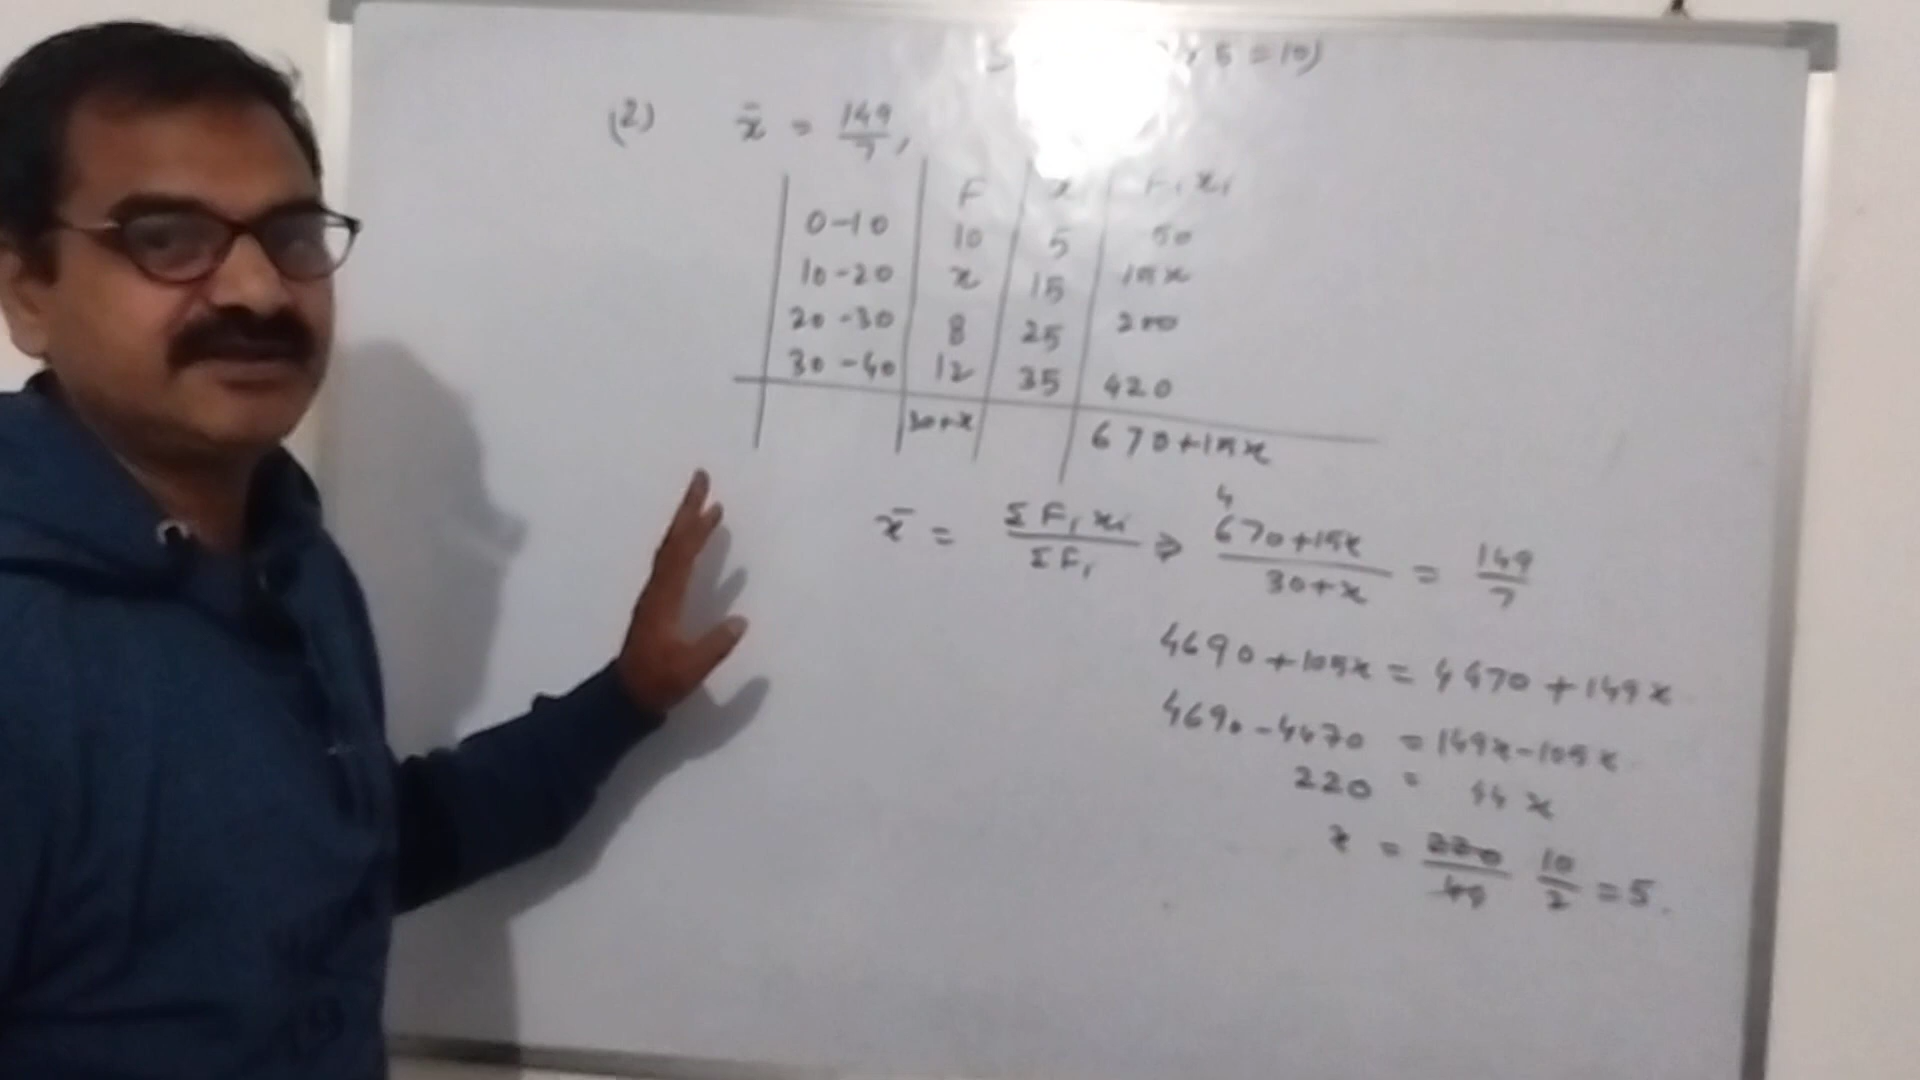 5 = 10)
(2) x̄ = 149/7,
F x Fᵢxᵢ
0-10 10 5 50
10-20 x 15 15x
20-30 8 25 200
30-40 12 35 420
30+x 670+15x
x̄ = ΣFᵢxᵢ/ΣFᵢ ⇒ (670+15x)/(30+x) = 149/7
4690+105x = 4470+149x
4690-4470 = 149x-105x
220 = 44x
x = 220/44 10/2 = 5.